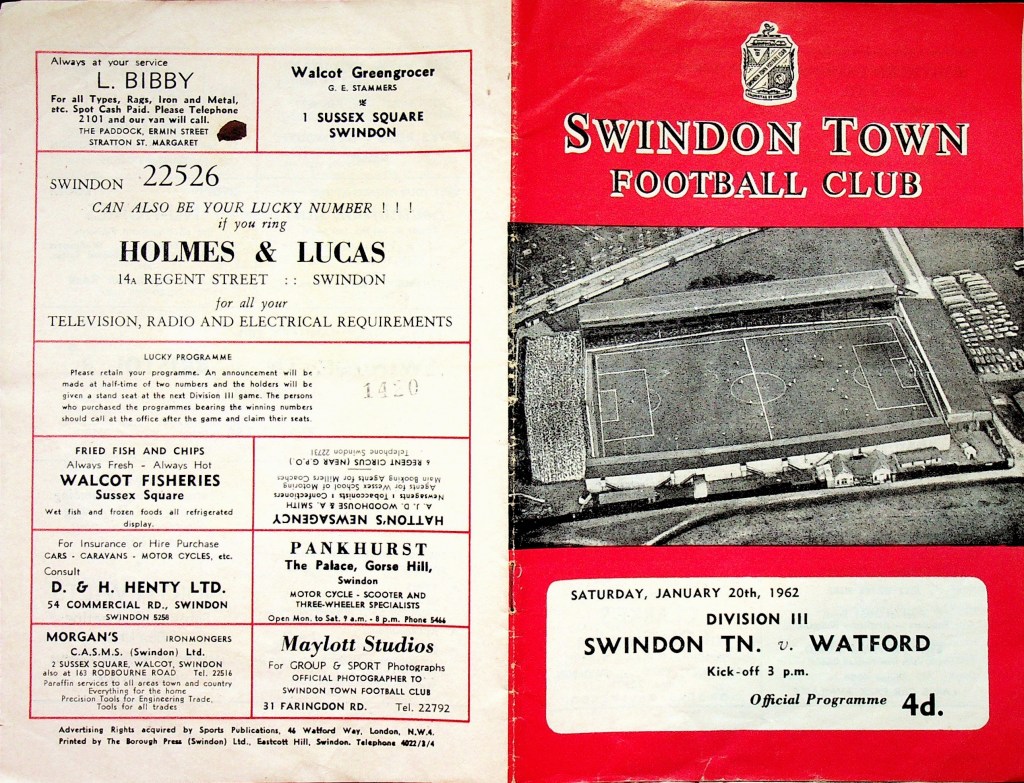 Always at your service
L. BIBBY
For all Types, Rags, Iron and Metal,
etc. Spot Cash Paid. Please Telephone
2101 and our van will call.
THE PADDOCK, ERMIN STREET
STRATTON ST. MARGARET
Walcot Greengrocer
G. E. STAMMERS
1 SUSSEX SQUARE
SWINDON
SWINDON 22526
CAN ALSO BE YOUR LUCKY NUMBER ! ! !
if you ring
HOLMES & LUCAS
14A REGENT STREET :: SWINDON
for all your
TELEVISION, RADIO AND ELECTRICAL REQUIREMENTS
LUCKY PROGRAMME
Please retain your programme. An announcement will be
made at half-time of two numbers and the holders will be
given a stand seat at the next Division III game. The persons
who purchased the programmes bearing the winning numbers
should call at the office after the game and claim their seats.
1420
FRIED FISH AND CHIPS
Always Fresh - Always Hot
WALCOT FISHERIES
Sussex Square
Wet fish and frozen foods all refrigerated
display.
HATTON'S NEWSAGENCY
A. J. D. WOODHOUSE & A. SMITH
Newsagents : Tobacconists : Confectioners
Agents for Wessex School of Motoring
Main Booking Agents for Millers Coaches
6 REGENT CIRCUS (NEAR G.P.O.)
Telephone Swindon 22731
For Insurance or Hire Purchase
CARS - CARAVANS - MOTOR CYCLES, etc.
Consult
D. & H. HENTY LTD.
54 COMMERCIAL RD., SWINDON
SWINDON 5258
PANKHURST
The Palace, Gorse Hill,
Swindon
MOTOR CYCLE - SCOOTER AND
THREE-WHEELER SPECIALISTS
Open Mon. to Sat. 9 a.m. - 8 p.m. Phone 5466
MORGAN'S IRONMONGERS
C.A.S.M.S. (Swindon) Ltd.
2 SUSSEX SQUARE, WALCOT, SWINDON
also at 163 RODBOURNE ROAD Tel. 22516
Paraffin services to all areas town and country
Everything for the home
Precision Tools for Engineering Trade,
Tools for all trades
Maylott Studios
For GROUP & SPORT Photographs
OFFICIAL PHOTOGRAPHER TO
SWINDON TOWN FOOTBALL CLUB
31 FARINGDON RD. Tel. 22792
Advertising Rights acquired by Sports Publications, 46 Watford Way, London, N.W.4.
Printed by The Borough Press (Swindon) Ltd., Eastcott Hill, Swindon. Telephone 4022/3/4
SWINDON TOWN
FOOTBALL CLUB
SATURDAY, JANUARY 20th, 1962
DIVISION III
SWINDON TN. v. WATFORD
Kick-off 3 p.m.
Official Programme 4d.